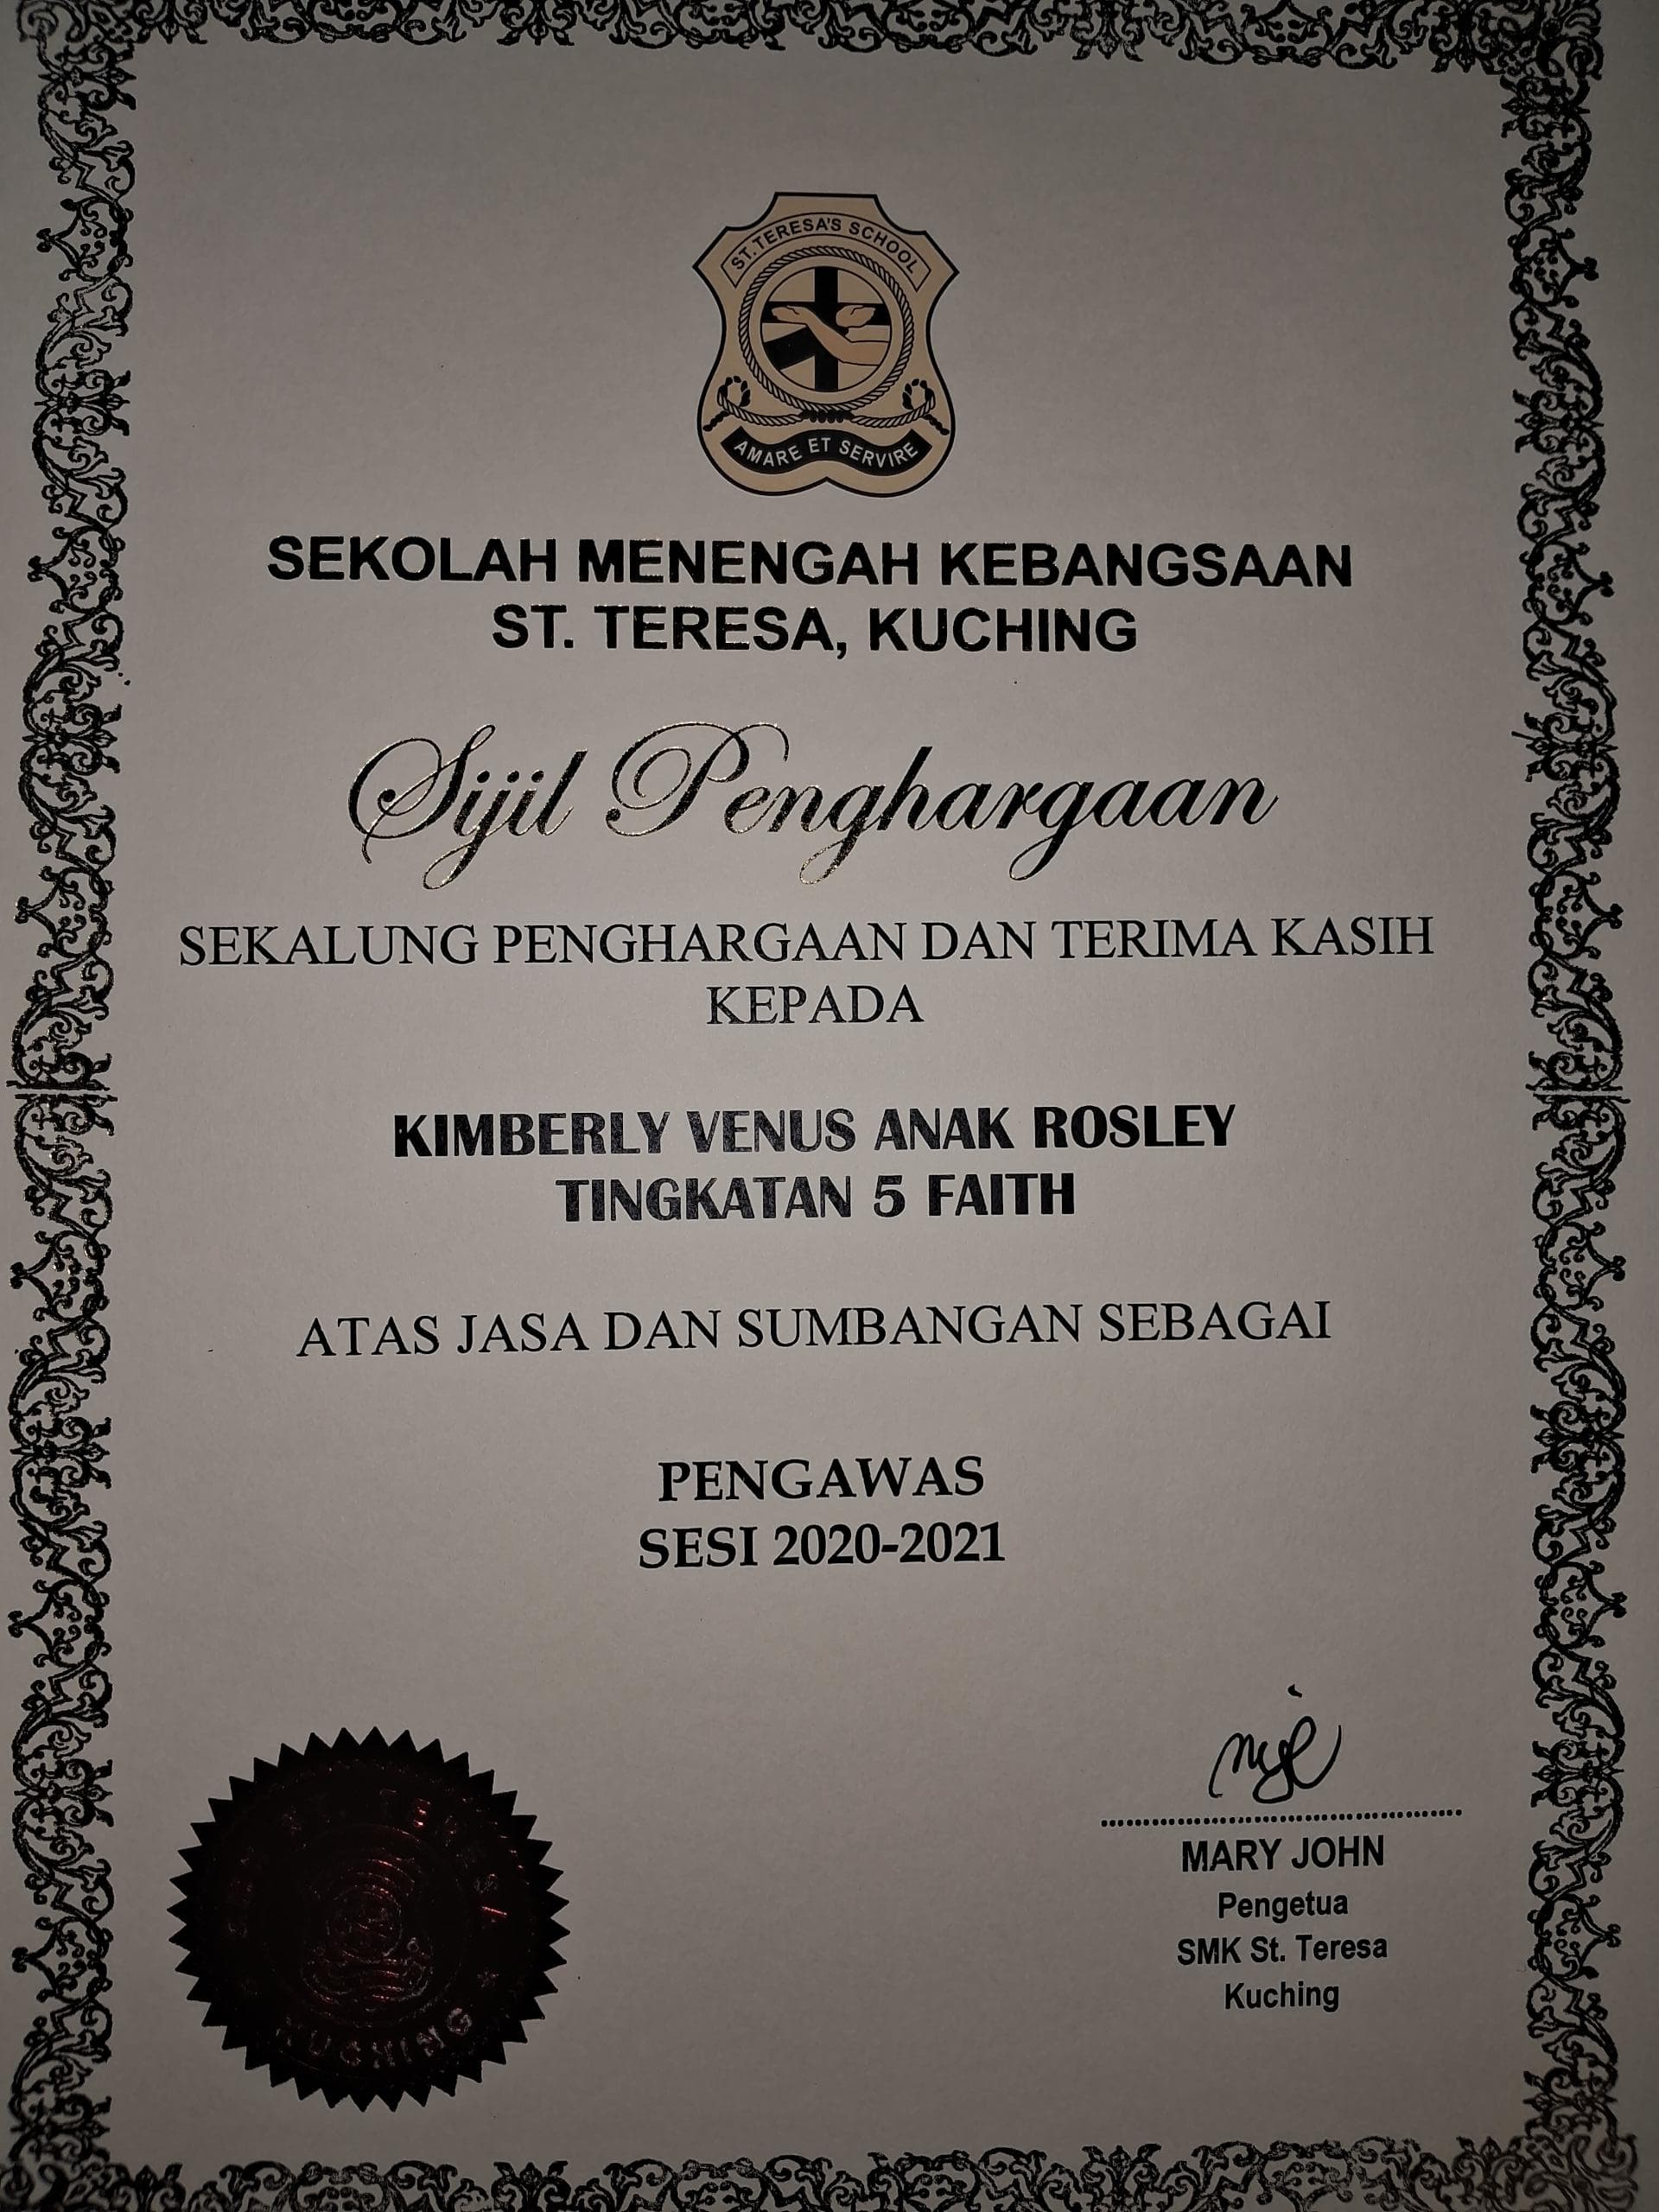 ST. TERESA'S SCHOOL
AMARE ET SERVIRE
SEKOLAH MENENGAH KEBANGSAAN
ST. TERESA, KUCHING
Sijil Penghargaan
SEKALUNG PENGHARGAAN DAN TERIMA KASIH
KEPADA
KIMBERLY VENUS ANAK ROSLEY
TINGKATAN 5 FAITH
ATAS JASA DAN SUMBANGAN SEBAGAI
PENGAWAS
SESI 2020-2021
MARY JOHN
Pengetua
SMK St. Teresa
Kuching
KUCHING